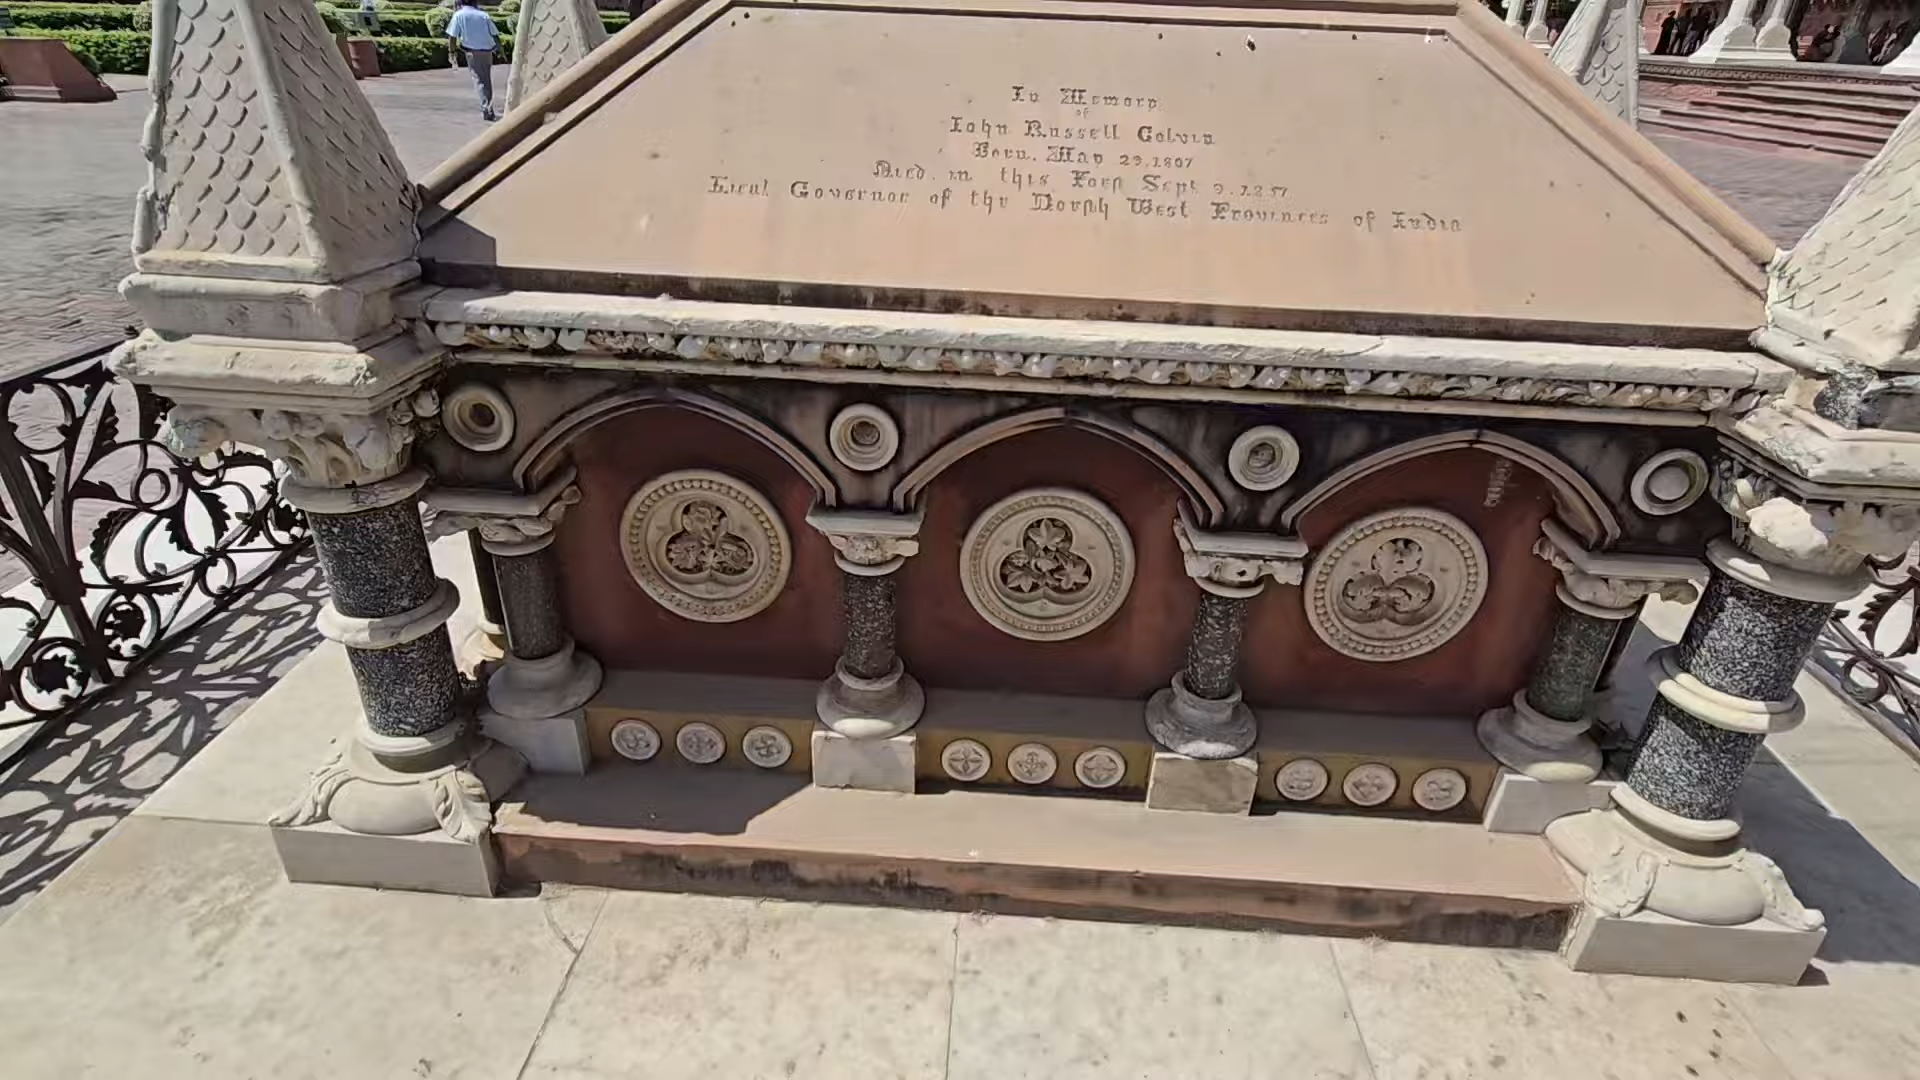 In Memory
of
John Russell Colvin
Born. May 29. 1807
Died. in this Fort Sept 9. 1857
Lieut Governor of the North West Provinces of India